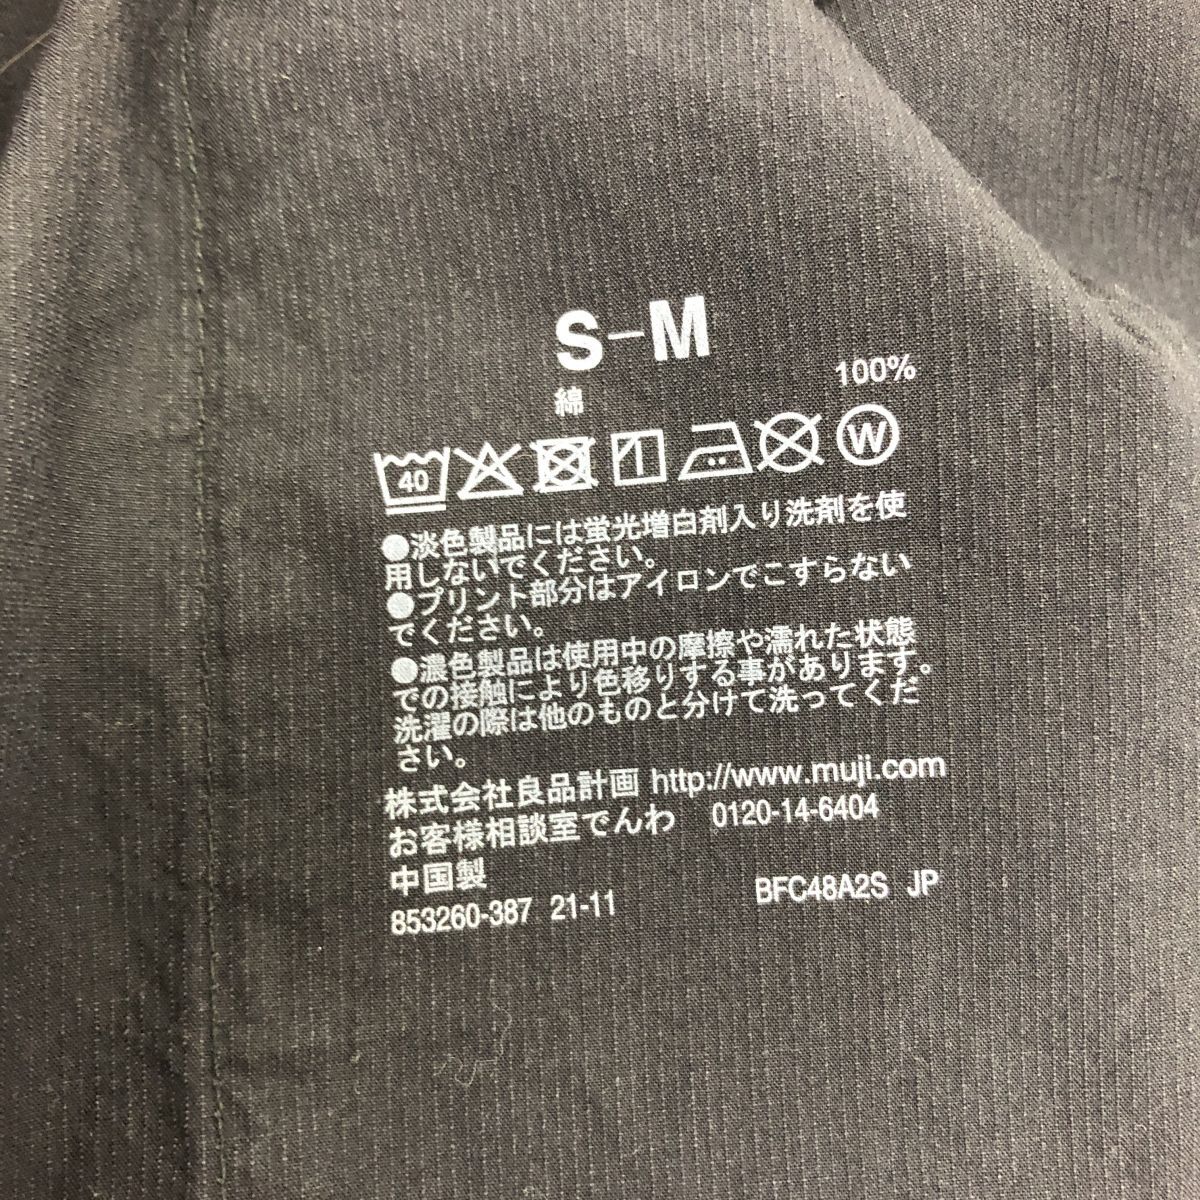 S-M
綿 100%
40 W
●淡色製品には蛍光増白剤入り洗剤を使
用しないでください。
●プリント部分はアイロンでこすらない
でください。
●濃色製品は使用中の摩擦や濡れた状態
での接触により色移りする事があります。
洗濯の際は他のものと分けて洗ってくだ
さい。
株式会社良品計画 http://www.muji.com
お客様相談室でんわ 0120-14-6404
中国製
853260-387 21-11 BFC48A2S JP